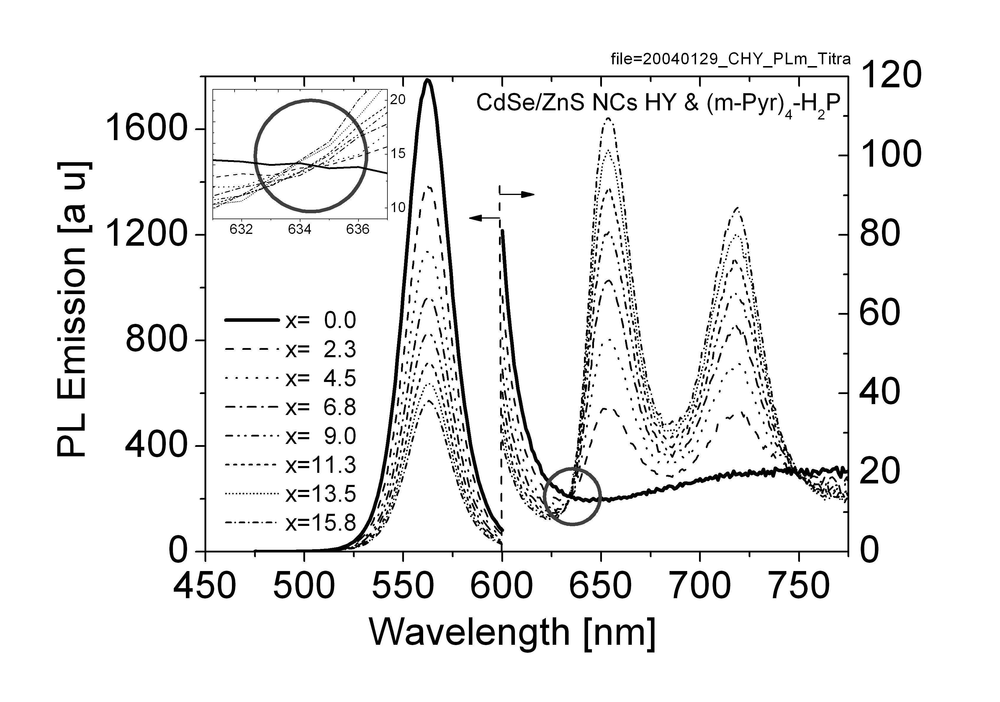 file=20040129_CHY_PLm_Titra
CdSe/ZnS NCs HY & (m-Pyr)4-H2P
PL Emission [a u]
1600
1200
800
400
0
120
100
80
60
40
20
0
20
15
10
632 634 636
x= 0.0
x= 2.3
x= 4.5
x= 6.8
x= 9.0
x=11.3
x=13.5
x=15.8
450 500 550 600 650 700 750
Wavelength [nm]